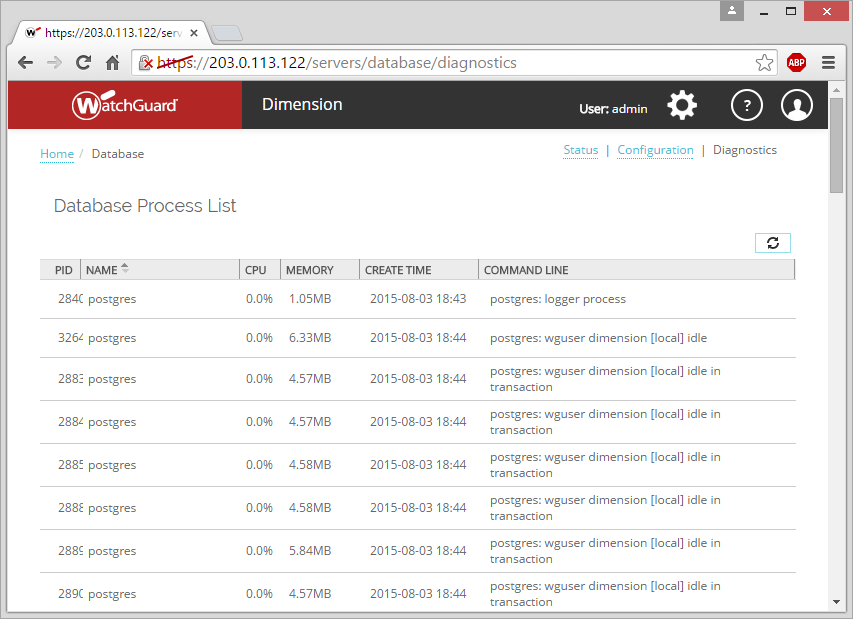 https://203.0.113.122/serv
https://203.0.113.122/servers/database/diagnostics
ABP
WatchGuard
Dimension
User: admin
?
Home / Database
Status | Configuration | Diagnostics
Database Process List
PID NAME CPU MEMORY CREATE TIME COMMAND LINE
2840 postgres 0.0% 1.05MB 2015-08-03 18:43 postgres: logger process
3264 postgres 0.0% 6.33MB 2015-08-03 18:44 postgres: wguser dimension [local] idle
2883 postgres 0.0% 4.57MB 2015-08-03 18:44 postgres: wguser dimension [local] idle in
transaction
2884 postgres 0.0% 4.57MB 2015-08-03 18:44 postgres: wguser dimension [local] idle in
transaction
2885 postgres 0.0% 4.58MB 2015-08-03 18:44 postgres: wguser dimension [local] idle in
transaction
2888 postgres 0.0% 4.58MB 2015-08-03 18:44 postgres: wguser dimension [local] idle in
transaction
2889 postgres 0.0% 5.84MB 2015-08-03 18:44 postgres: wguser dimension [local] idle in
transaction
2890 postgres 0.0% 4.57MB 2015-08-03 18:44 postgres: wguser dimension [local] idle in
transaction